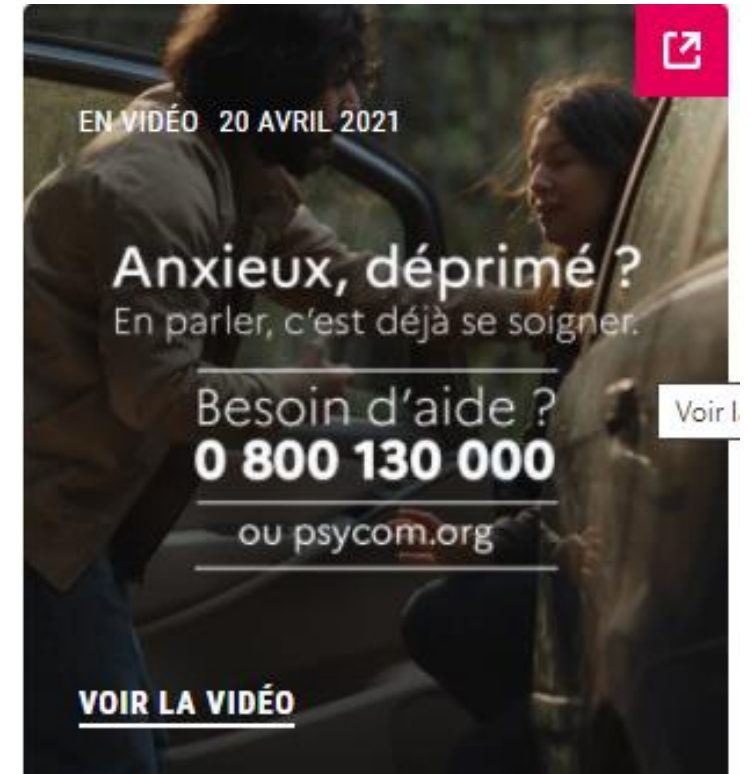 EN VIDÉO 20 AVRIL 2021
Anxieux, déprimé ?
En parler, c'est déjà se soigner.
Besoin d'aide ?
0 800 130 000
Voir
ou psycom.org
VOIR LA VIDÉO